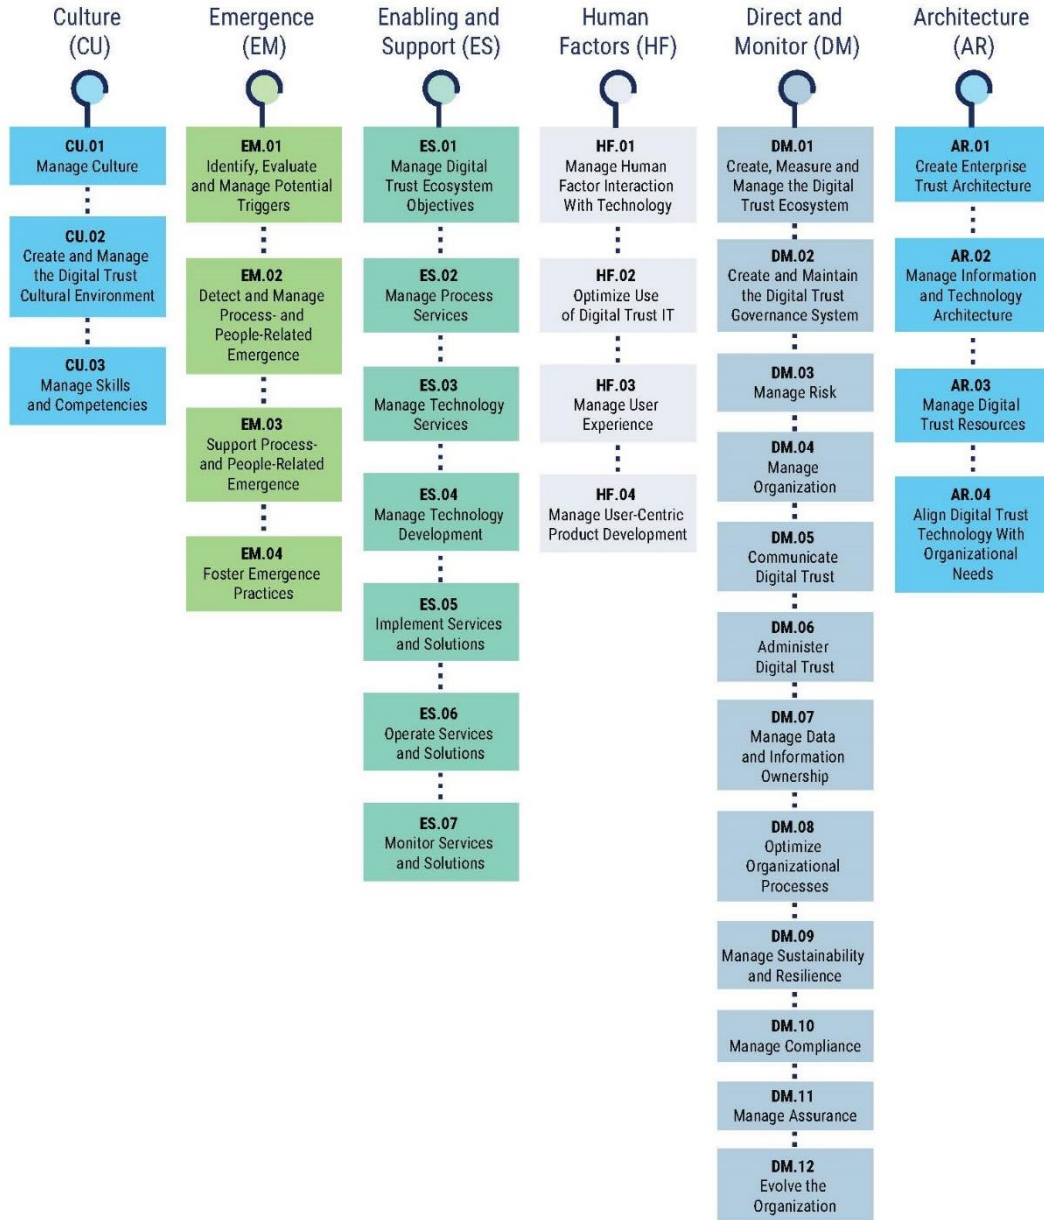 Culture
(CU)
CU.01
Manage Culture
CU.02
Create and Manage
the Digital Trust
Cultural Environment
CU.03
Manage Skills
and Competencies
Emergence
(EM)
EM.01
Identify, Evaluate
and Manage Potential
Triggers
EM.02
Detect and Manage
Process- and
People-Related
Emergence
EM.03
Support Process-
and People-Related
Emergence
EM.04
Foster Emergence
Practices
Enabling and
Support (ES)
ES.01
Manage Digital
Trust Ecosystem
Objectives
ES.02
Manage Process
Services
ES.03
Manage Technology
Services
ES.04
Manage Technology
Development
ES.05
Implement Services
and Solutions
ES.06
Operate Services
and Solutions
ES.07
Monitor Services
and Solutions
Human
Factors (HF)
HF.01
Manage Human
Factor Interaction
With Technology
HF.02
Optimize Use
of Digital Trust IT
HF.03
Manage User
Experience
HF.04
Manage User-Centric
Product Development
Direct and
Monitor (DM)
DM.01
Create, Measure and
Manage the Digital
Trust Ecosystem
DM.02
Create and Maintain
the Digital Trust
Governance System
DM.03
Manage Risk
DM.04
Manage
Organization
DM.05
Communicate
Digital Trust
DM.06
Administer
Digital Trust
DM.07
Manage Data
and Information
Ownership
DM.08
Optimize
Organizational
Processes
DM.09
Manage Sustainability
and Resilience
DM.10
Manage Compliance
DM.11
Manage Assurance
DM.12
Evolve the
Organization
Architecture
(AR)
AR.01
Create Enterprise
Trust Architecture
AR.02
Manage Information
and Technology
Architecture
AR.03
Manage Digital
Trust Resources
AR.04
Align Digital Trust
Technology With
Organizational
Needs